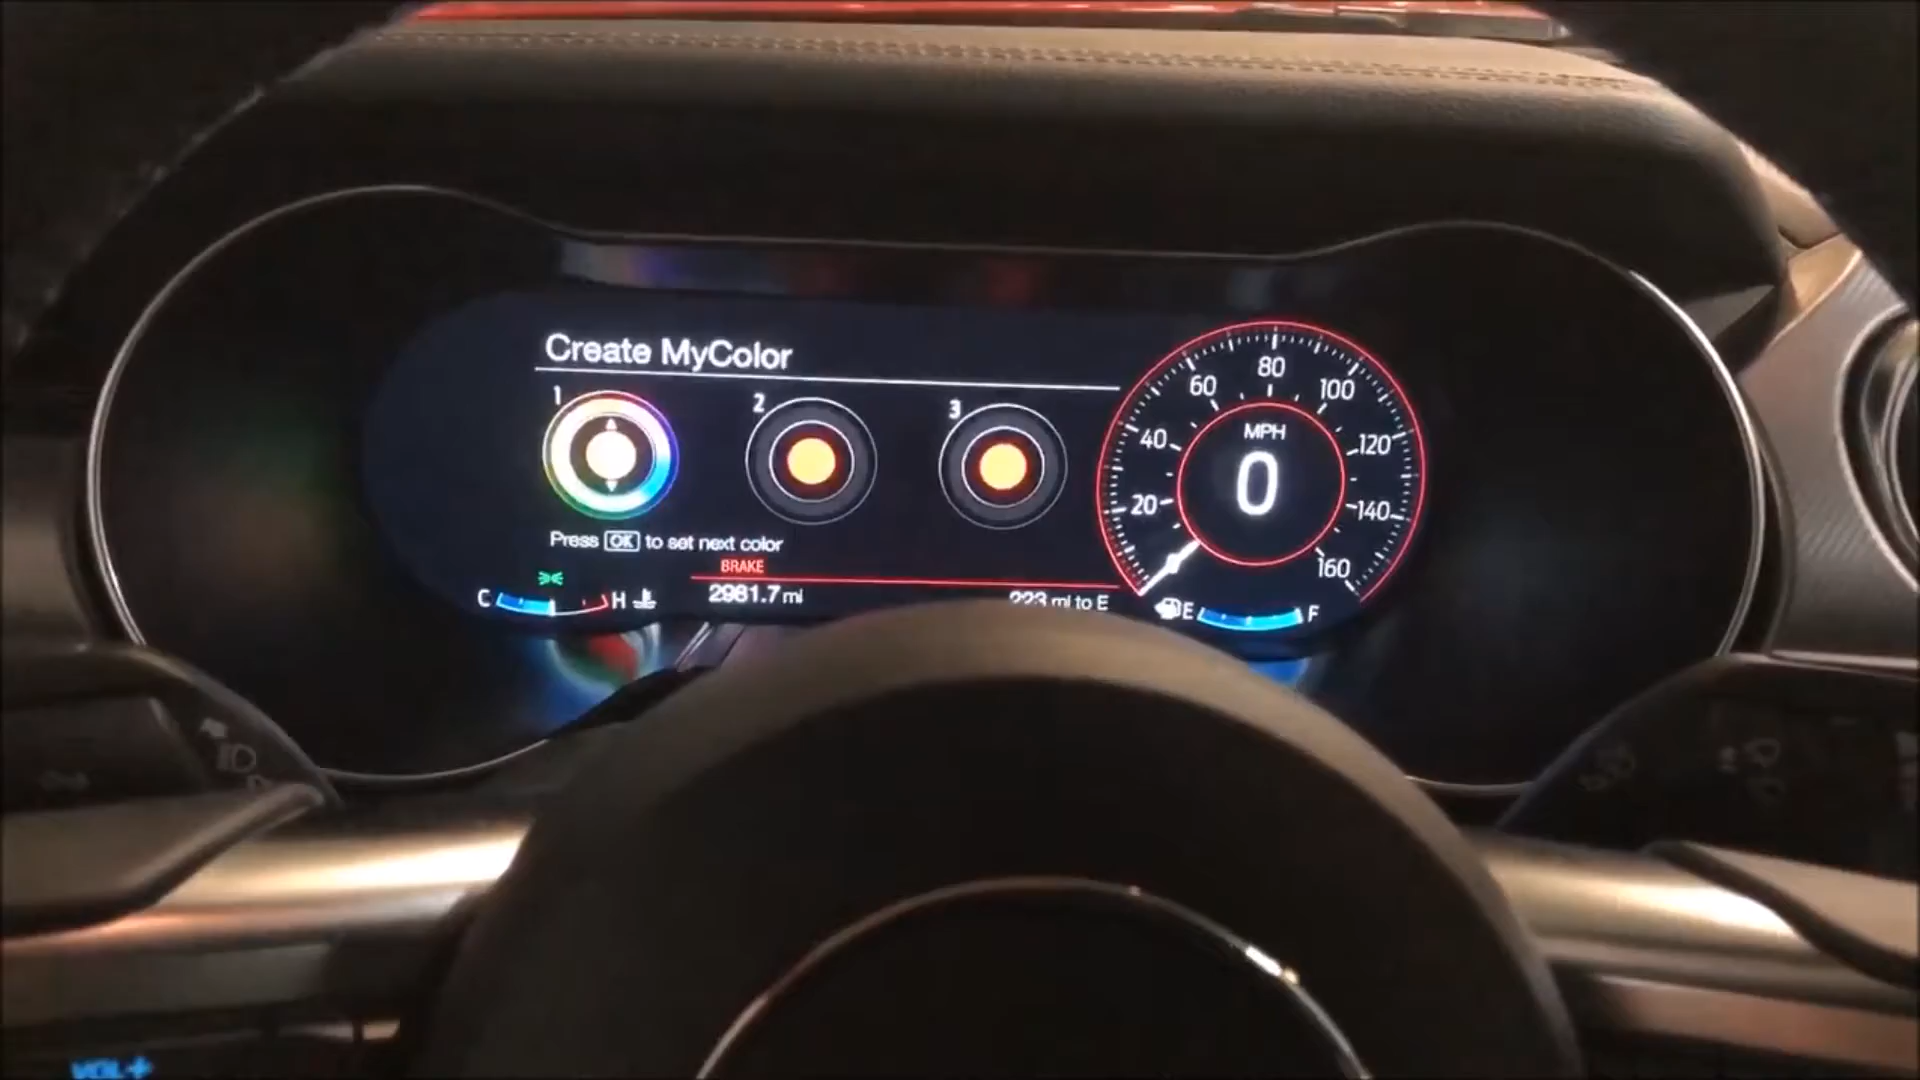 Create MyColor
1
2
3
Press OK to set next color
BRAKE
2981.7 mi
223 mi to E
C
H
MPH
0
20
40
60
80
100
120
140
160
E
F
VOL+